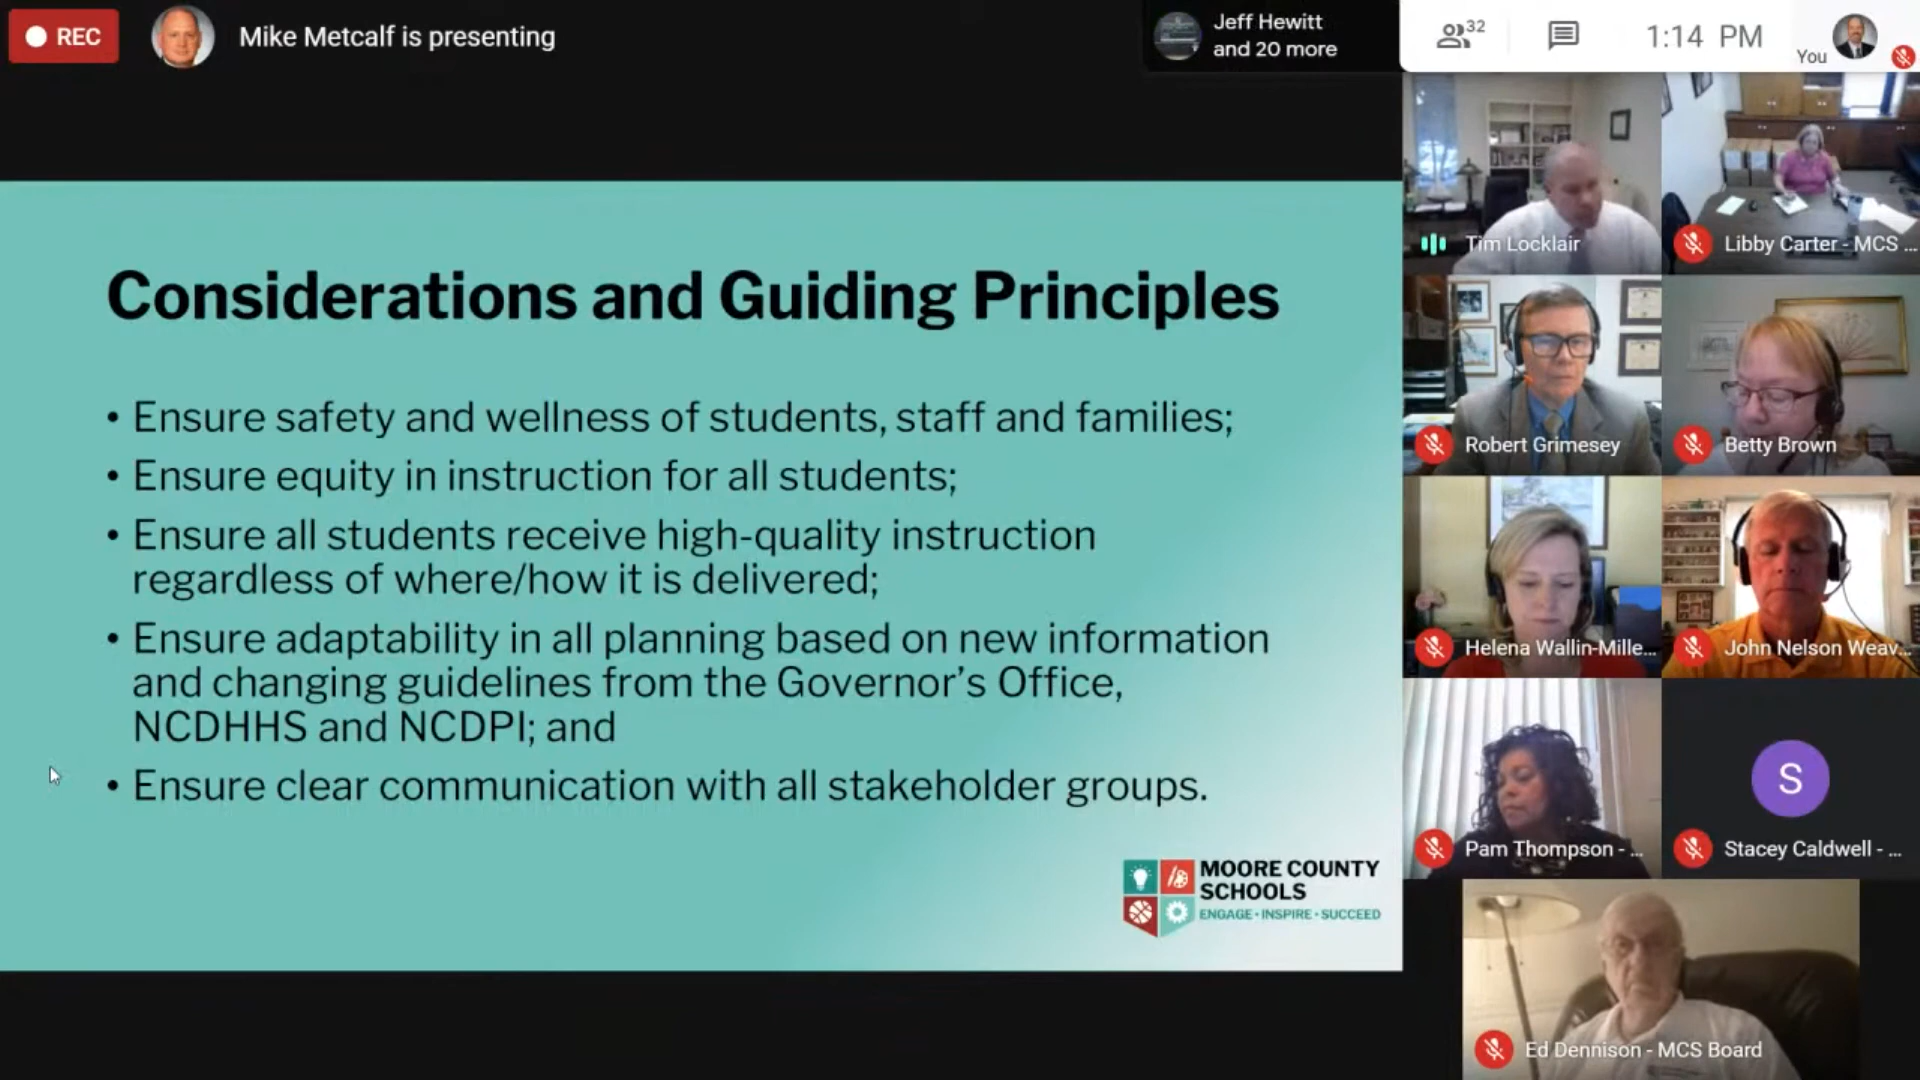 REC
Mike Metcalf is presenting
Jeff Hewitt
and 20 more
32
1:14 PM
You
Considerations and Guiding Principles
• Ensure safety and wellness of students, staff and families;
• Ensure equity in instruction for all students;
• Ensure all students receive high-quality instruction
regardless of where/how it is delivered;
• Ensure adaptability in all planning based on new information
and changing guidelines from the Governor's Office,
NCDHHS and NCDPI; and
• Ensure clear communication with all stakeholder groups.
MOORE COUNTY
SCHOOLS
ENGAGE • INSPIRE • SUCCEED
Tim Locklair
Libby Carter - MCS ...
Robert Grimesey
Betty Brown
Helena Wallin-Mille...
John Nelson Weav...
Pam Thompson - ...
S
Stacey Caldwell - ...
Ed Dennison - MCS Board